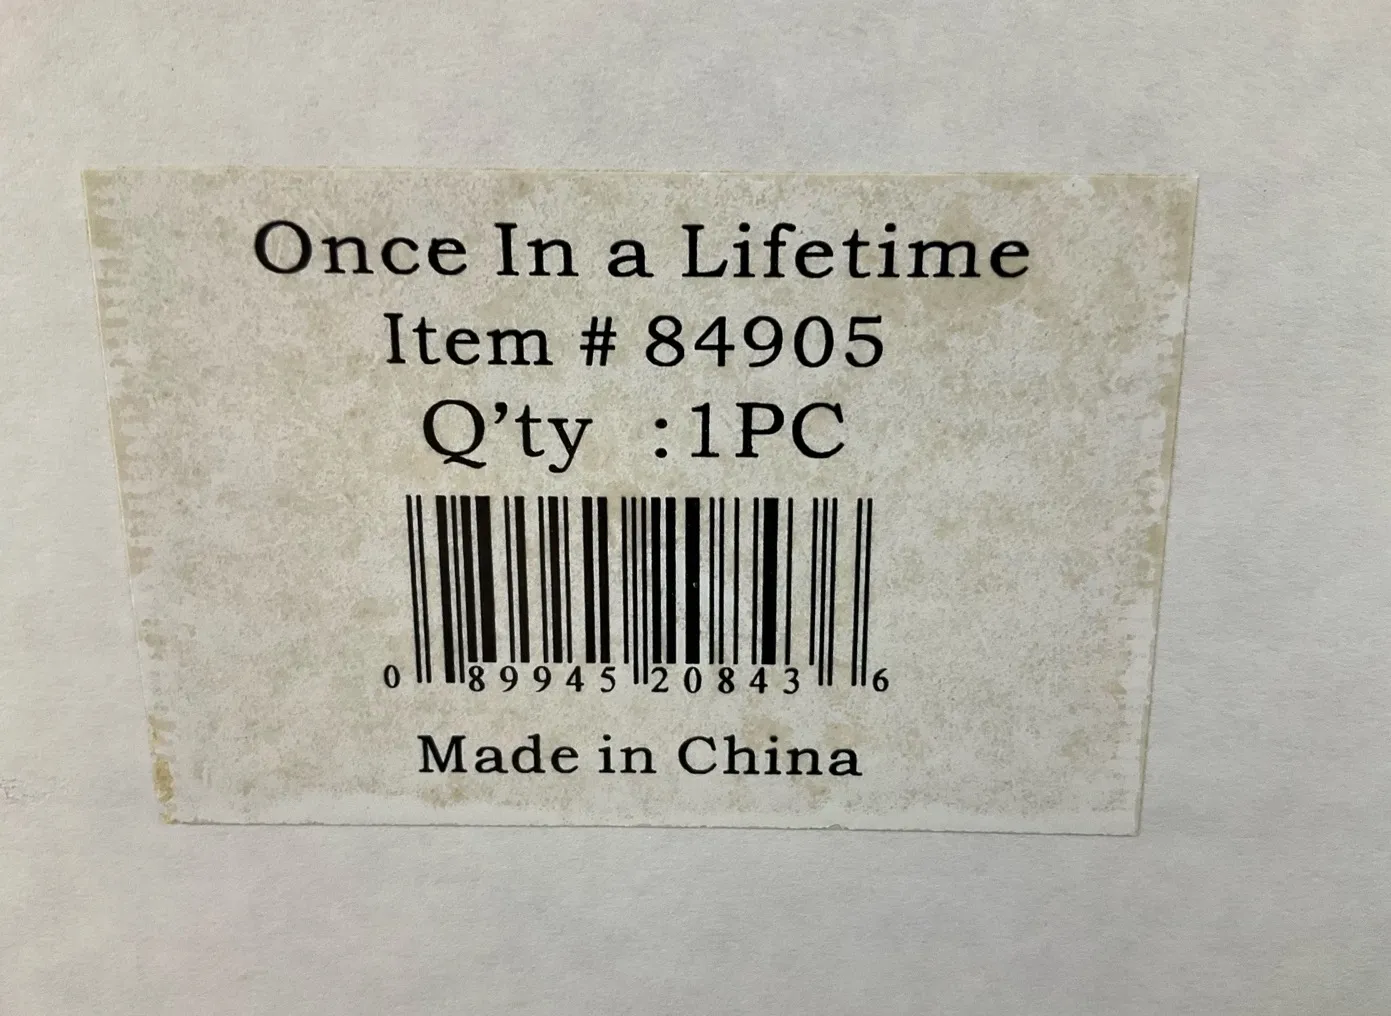 Once In a Lifetime
Item # 84905
Q’ty :1PC
0 89945 20843 6
Made in China